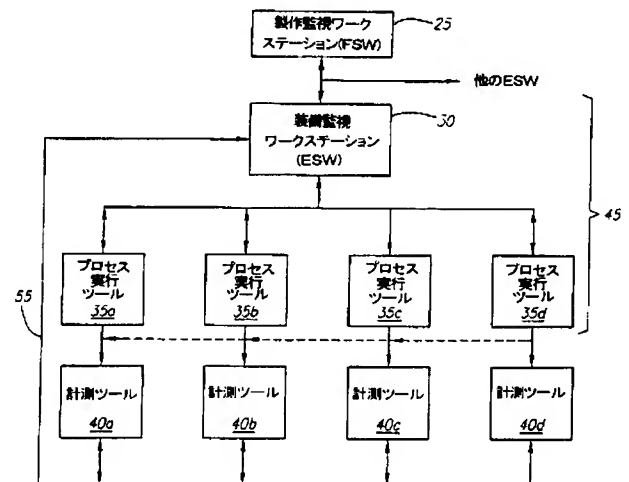 製作監視ワーク
ステーション(FSW)
25
他のESW
装備監視
ワークステーション
(ESW)
30
45
プロセス
実行
ツール
35a
プロセス
実行
ツール
35b
プロセス
実行
ツール
35c
プロセス
実行
ツール
35d
55
計測ツール
40a
計測ツール
40b
計測ツール
40c
計測ツール
40d